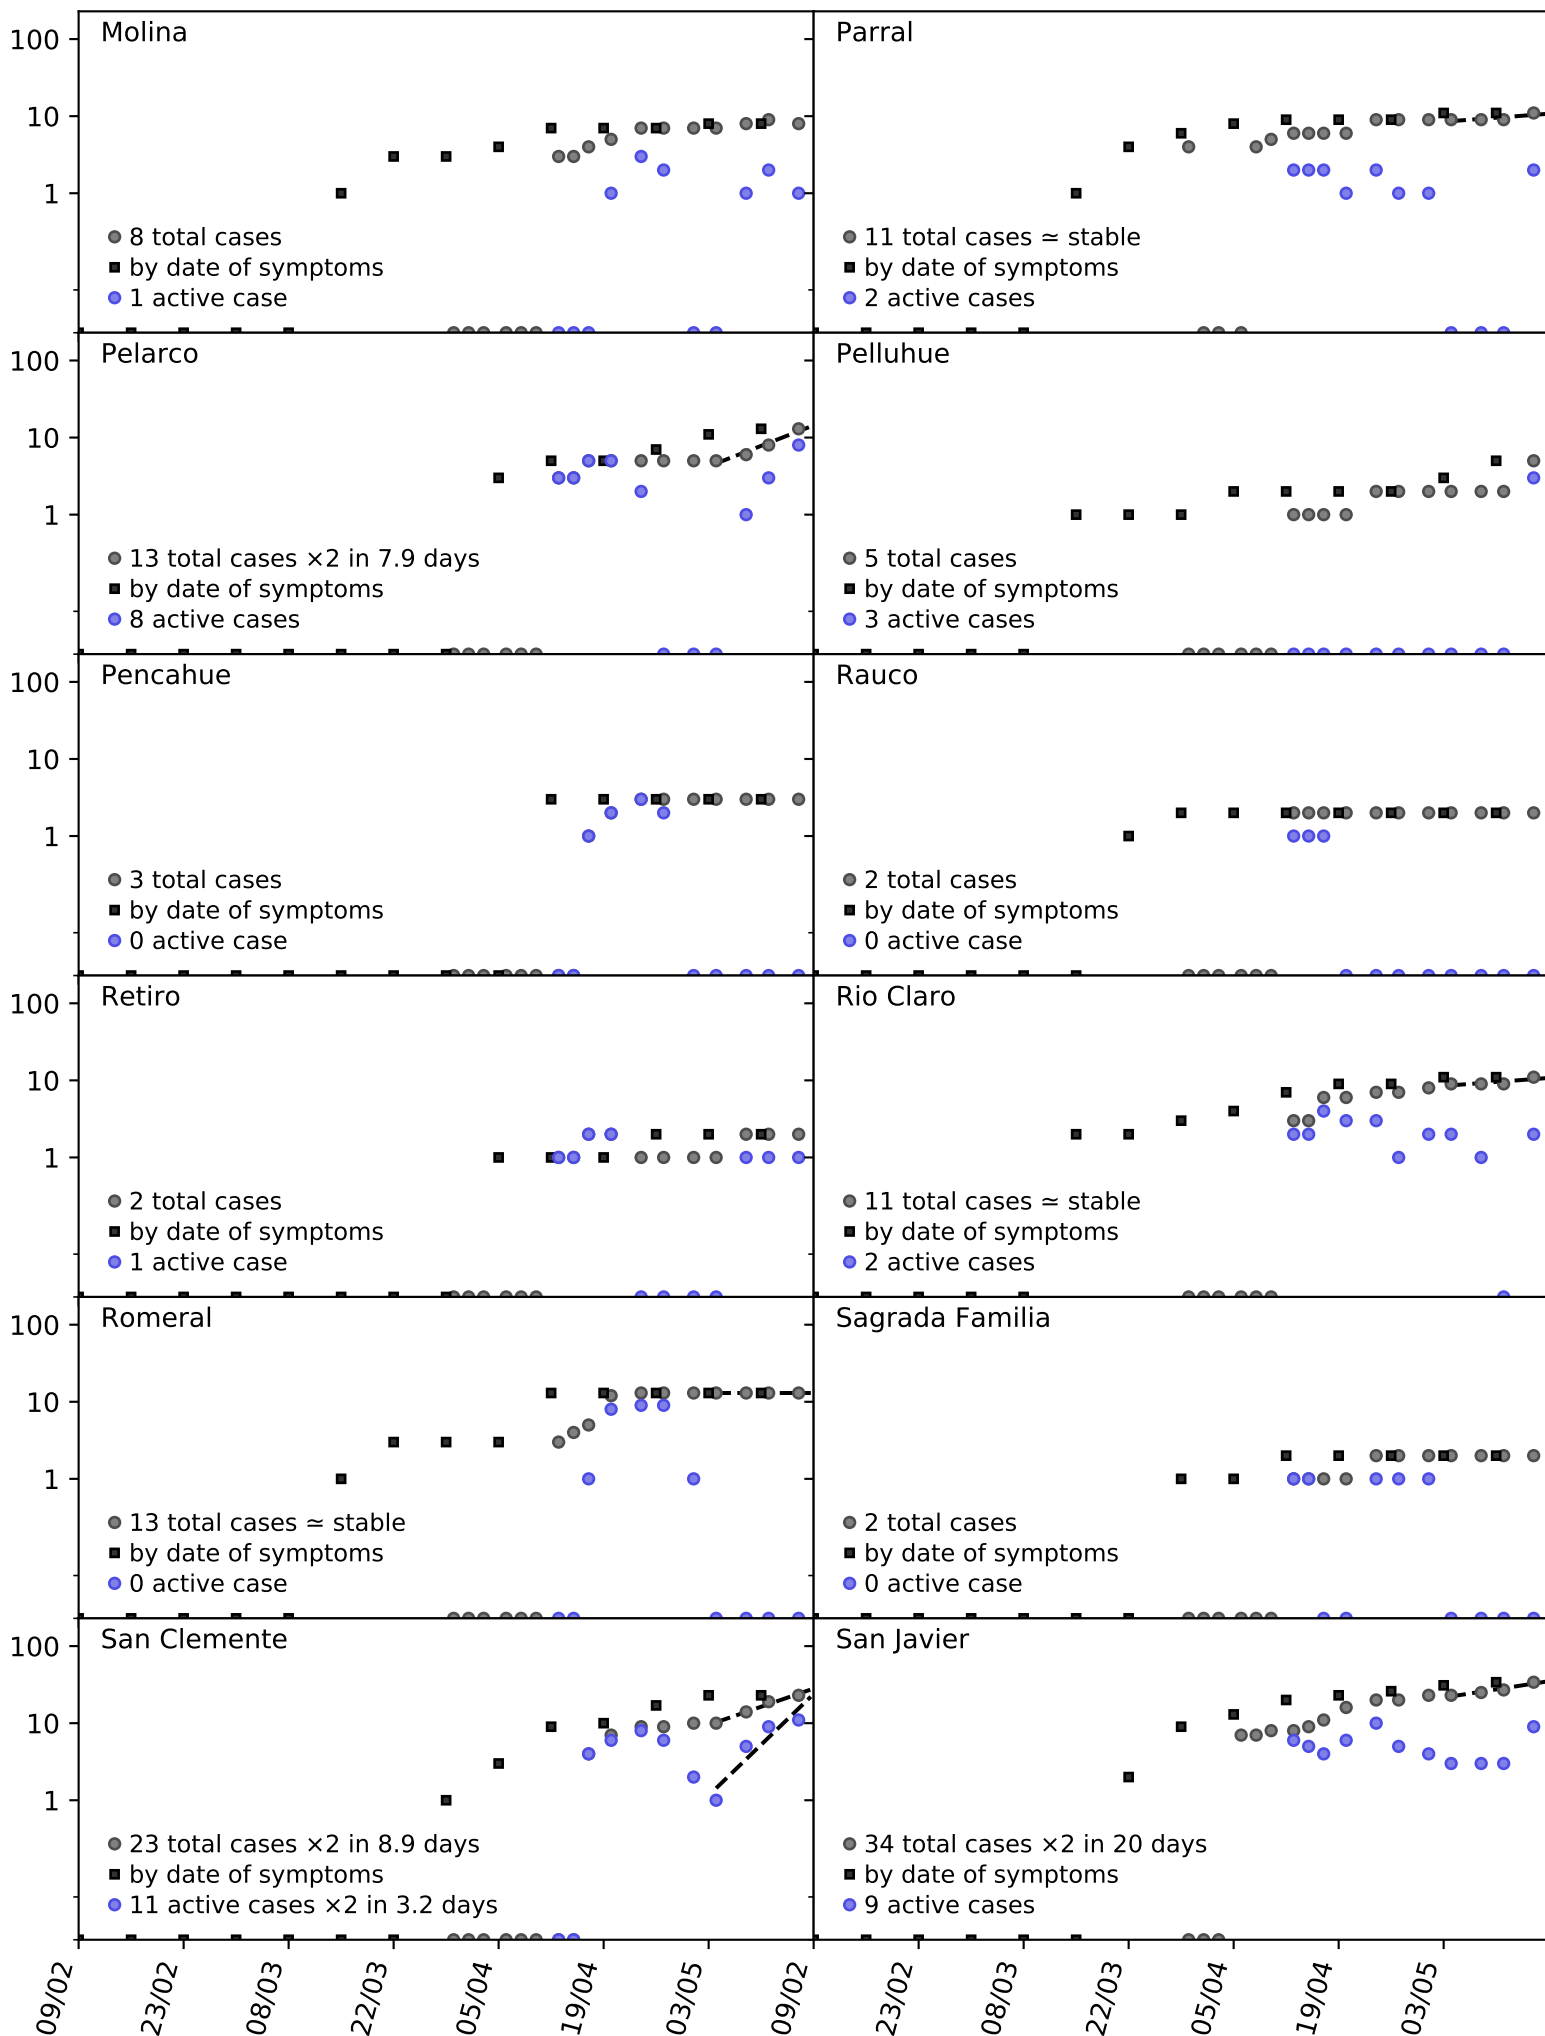 Molina
100
10
1
8 total cases
by date of symptoms
1 active case
Parral
11 total cases ≃ stable
by date of symptoms
2 active cases
Pelarco
100
10
1
13 total cases ×2 in 7.9 days
by date of symptoms
8 active cases
Pelluhue
5 total cases
by date of symptoms
3 active cases
Pencahue
100
10
1
3 total cases
by date of symptoms
0 active case
Rauco
2 total cases
by date of symptoms
0 active case
Retiro
100
10
1
2 total cases
by date of symptoms
1 active case
Rio Claro
11 total cases ≃ stable
by date of symptoms
2 active cases
Romeral
100
10
1
13 total cases ≃ stable
by date of symptoms
0 active case
Sagrada Familia
2 total cases
by date of symptoms
0 active case
San Clemente
100
10
1
23 total cases ×2 in 8.9 days
by date of symptoms
11 active cases ×2 in 3.2 days
San Javier
34 total cases ×2 in 20 days
by date of symptoms
9 active cases
09/02
23/02
08/03
22/03
05/04
19/04
03/05
09/02
23/02
08/03
22/03
05/04
19/04
03/05